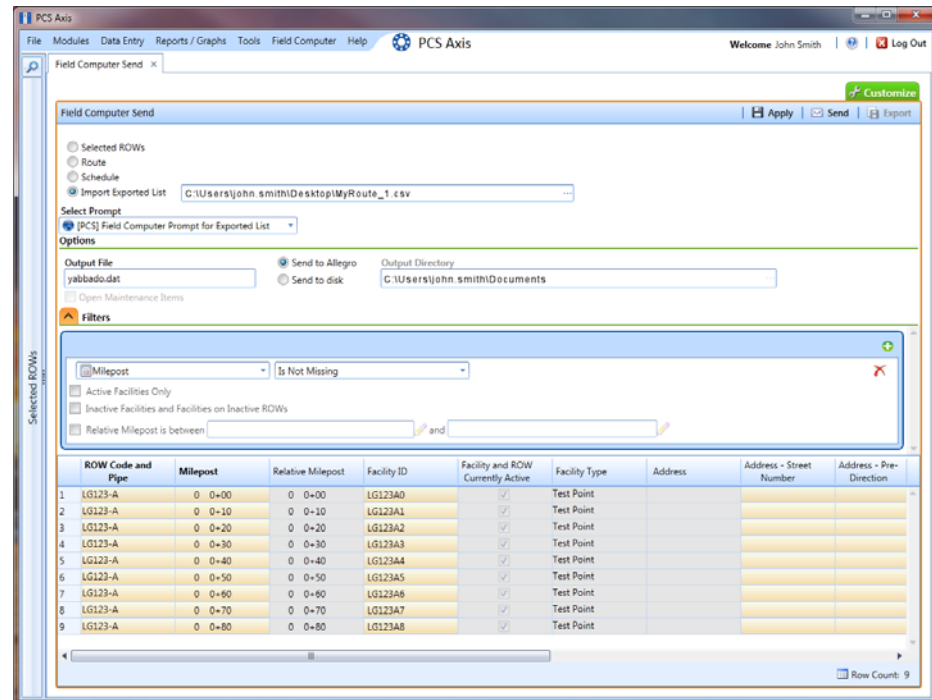 PCS Axis
File Modules Data Entry Reports / Graphs Tools Field Computer Help PCS Axis Welcome John Smith Log Out
Field Computer Send ×
Customize
Field Computer Send Apply Send Export
Selected ROWs
Route
Schedule
Import Exported List C:\Users\john.smith\Desktop\MyRoute_1.csv ...
Select Prompt
[PCS] Field Computer Prompt for Exported List
Options
Output File Send to Allegro Output Directory
yabbado.dat Send to disk C:\Users\john.smith\Documents
Open Maintenance Items
Filters
Milepost Is Not Missing
Active Facilities Only
Inactive Facilities and Facilities on Inactive ROWs
Relative Milepost is between and
Selected ROWs
ROW Code and Pipe Milepost Relative Milepost Facility ID Facility and ROW Currently Active Facility Type Address Address - Street Number Address - Pre-Direction
1 LG123-A 0 0+00 0 0+00 LG123A0 Test Point
2 LG123-A 0 0+10 0 0+10 LG123A1 Test Point
3 LG123-A 0 0+20 0 0+20 LG123A2 Test Point
4 LG123-A 0 0+30 0 0+30 LG123A3 Test Point
5 LG123-A 0 0+40 0 0+40 LG123A4 Test Point
6 LG123-A 0 0+50 0 0+50 LG123A5 Test Point
7 LG123-A 0 0+60 0 0+60 LG123A6 Test Point
8 LG123-A 0 0+70 0 0+70 LG123A7 Test Point
9 LG123-A 0 0+80 0 0+80 LG123A8 Test Point
Row Count: 9